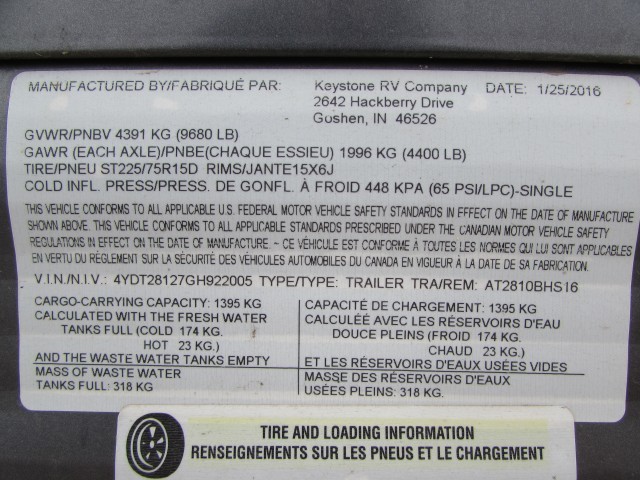 MANUFACTURED BY/FABRIQUÉ PAR: Keystone RV Company DATE: 1/25/2016
2642 Hackberry Drive
Goshen, IN 46526
GVWR/PNBV 4391 KG (9680 LB)
GAWR (EACH AXLE)/PNBE(CHAQUE ESSIEU) 1996 KG (4400 LB)
TIRE/PNEU ST225/75R15D RIMS/JANTE15X6J
COLD INFL. PRESS/PRESS. DE GONFL. À FROID 448 KPA (65 PSI/LPC)-SINGLE
THIS VEHICLE CONFORMS TO ALL APPLICABLE U.S. FEDERAL MOTOR VEHICLE SAFETY STANDARDS IN EFFECT ON THE DATE OF MANUFACTURE
SHOWN ABOVE. THIS VEHICLE CONFORMS TO ALL APPLICABLE STANDARDS PRESCRIBED UNDER THE CANADIAN MOTOR VEHICLE SAFETY
REGULATIONS IN EFFECT ON THE DATE OF MANUFACTURE. - CE VÉHICULE EST CONFORME À TOUTES LES NORMES QUI LUI SONT APPLICABLES
EN VERTU DU RÈGLEMENT SUR LA SÉCURITÉ DES VÉHICULES AUTOMOBILES DU CANADA EN VIGUEUR À LA DATE DE SA FABRICATION.
V.I.N./N.I.V.: 4YDT28127GH922005 TYPE/TYPE: TRAILER TRA/REM: AT2810BHS16
CARGO-CARRYING CAPACITY: 1395 KG
CALCULATED WITH THE FRESH WATER
TANKS FULL (COLD 174 KG.
HOT 23 KG.)
AND THE WASTE WATER TANKS EMPTY
MASS OF WASTE WATER
TANKS FULL: 318 KG
CAPACITÉ DE CHARGEMENT: 1395 KG
CALCULÉE AVEC LES RÉSERVOIRS D'EAU
DOUCE PLEINS (FROID 174 KG.
CHAUD 23 KG.)
ET LES RÉSERVOIRS D'EAUX USÉES VIDES
MASSE DES RÉSERVOIRS D'EAUX
USÉES PLEINS: 318 KG
TIRE AND LOADING INFORMATION
RENSEIGNEMENTS SUR LES PNEUS ET LE CHARGEMENT